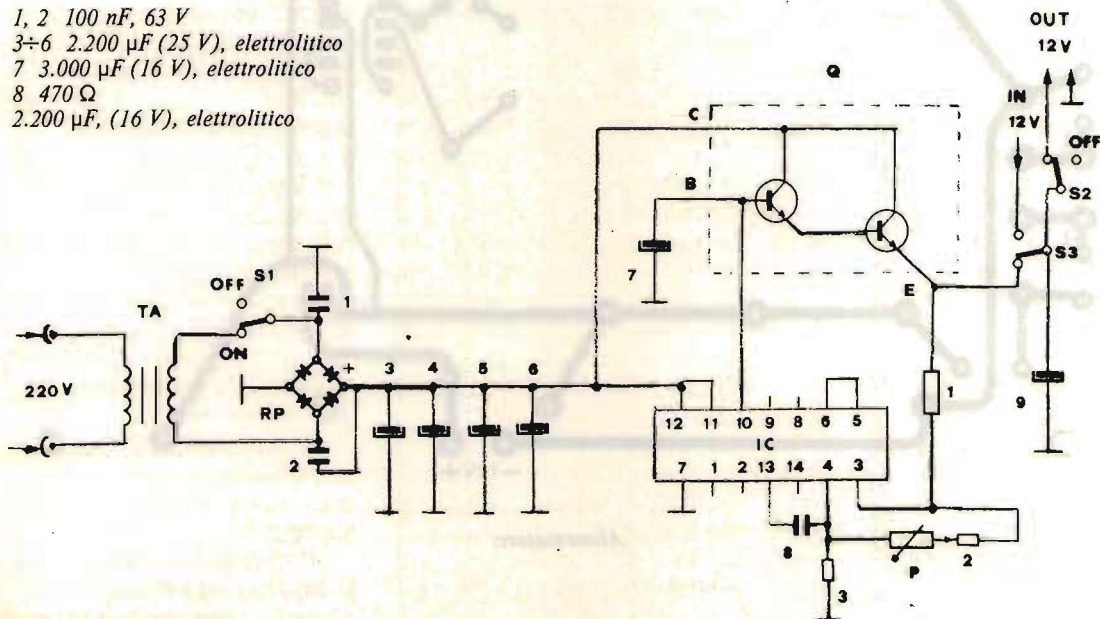 1, 2 100 nF, 63 V
3÷6 2.200 µF (25 V), elettrolitico
7 3.000 µF (16 V), elettrolitico
8 470 Ω
2.200 µF, (16 V), elettrolitico
OUT
12 V
Q
IN
12 V
OFF
C
B
S2
S3
7
E
OFF S1
1
TA
ON
+
3 4 5 6
220 V
RP
2
1
9
12 11 10 9 8 6 5
IC
7 1 2 13 14 4 3
8
P
2
3